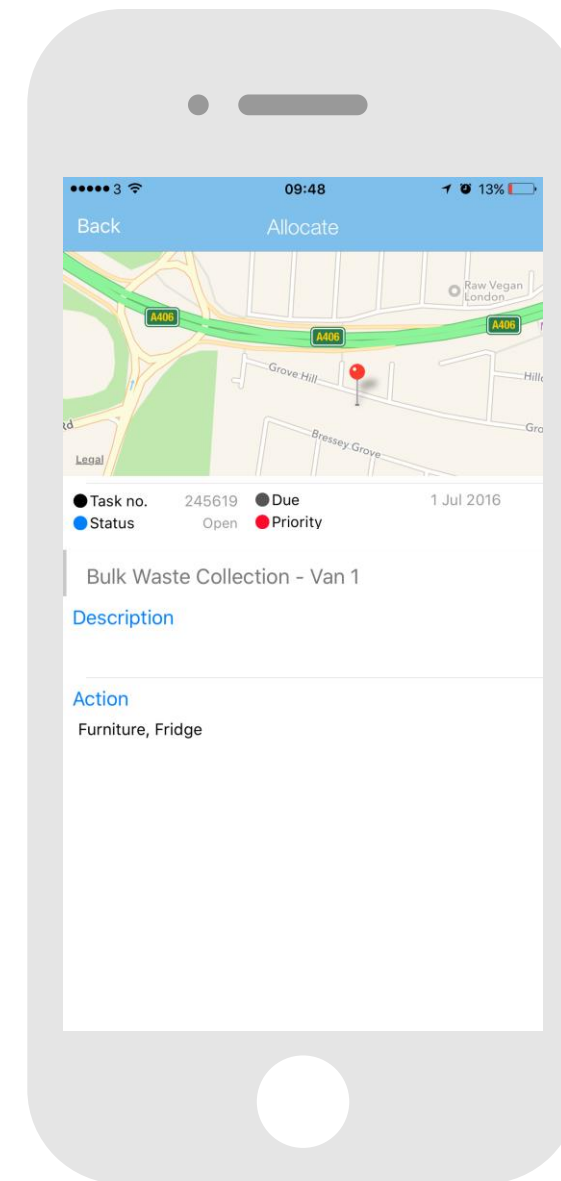 3 09:48 13%
Back Allocate
Raw Vegan
London
A406
A406
A406
Grove Hill
Hill
Bressey Grove
Gro
rd
Legal
Task no. 245619 Due 1 Jul 2016
Status Open Priority
Bulk Waste Collection - Van 1
Description
Action
Furniture, Fridge